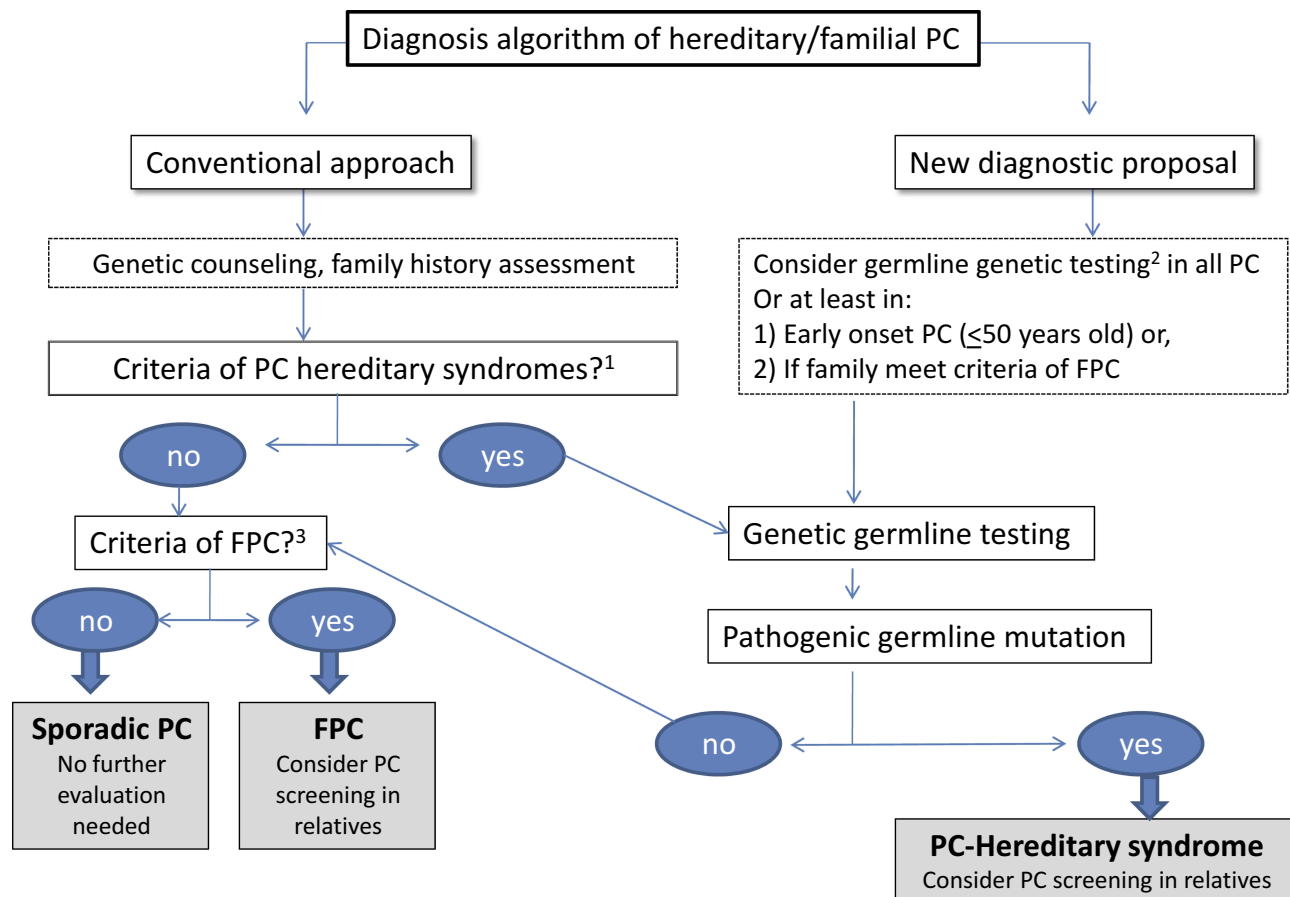 Diagnosis algorithm of hereditary/familial PC
Conventional approach
New diagnostic proposal
Genetic counseling, family history assessment
Consider germline genetic testing² in all PC
Or at least in:
1) Early onset PC (≤50 years old) or,
2) If family meet criteria of FPC
Criteria of PC hereditary syndromes?¹
no
yes
Criteria of FPC?³
Genetic germline testing
no
yes
Pathogenic germline mutation
Sporadic PC
No further
evaluation
needed
FPC
Consider PC
screening in
relatives
no
yes
PC-Hereditary syndrome
Consider PC screening in relatives